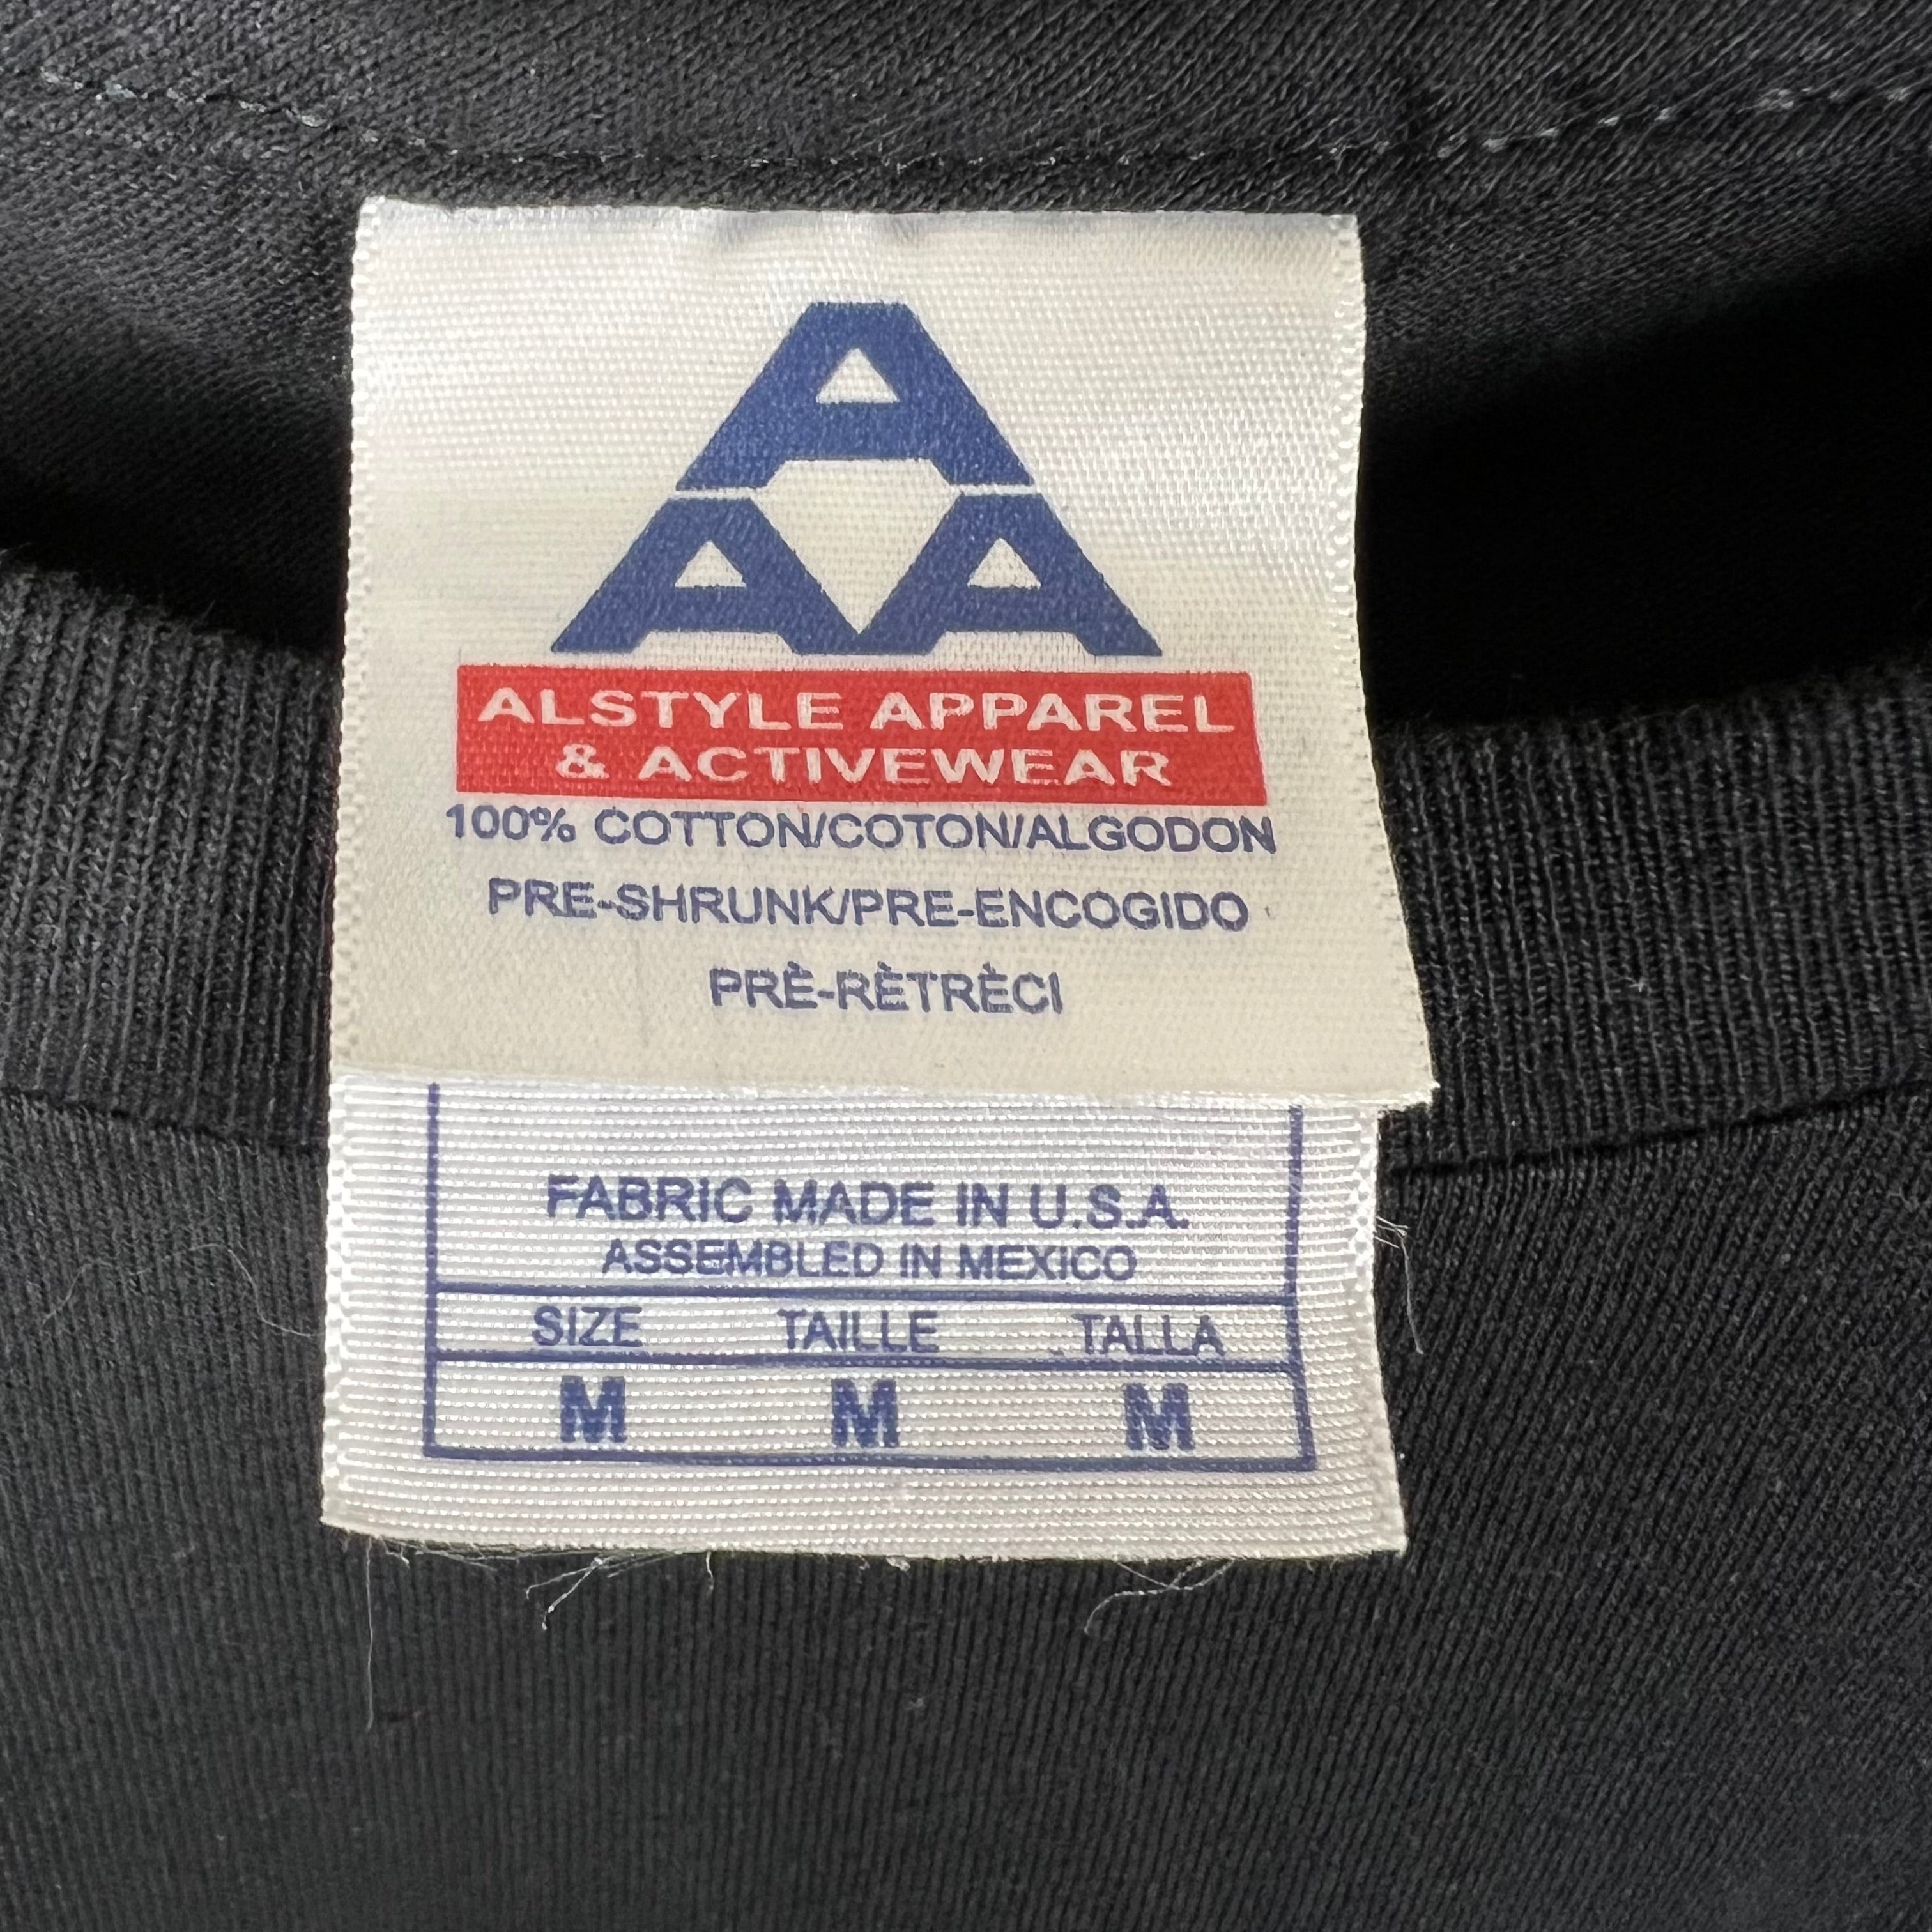 A
A A
ALSTYLE APPAREL
& ACTIVEWEAR
100% COTTON/COTON/ALGODON
PRE-SHRUNK/PRE-ENCOGIDO
PRÈ-RÈTRÈCI
FABRIC MADE IN U.S.A.
ASSEMBLED IN MEXICO
SIZE TAILLE TALLA
M M M